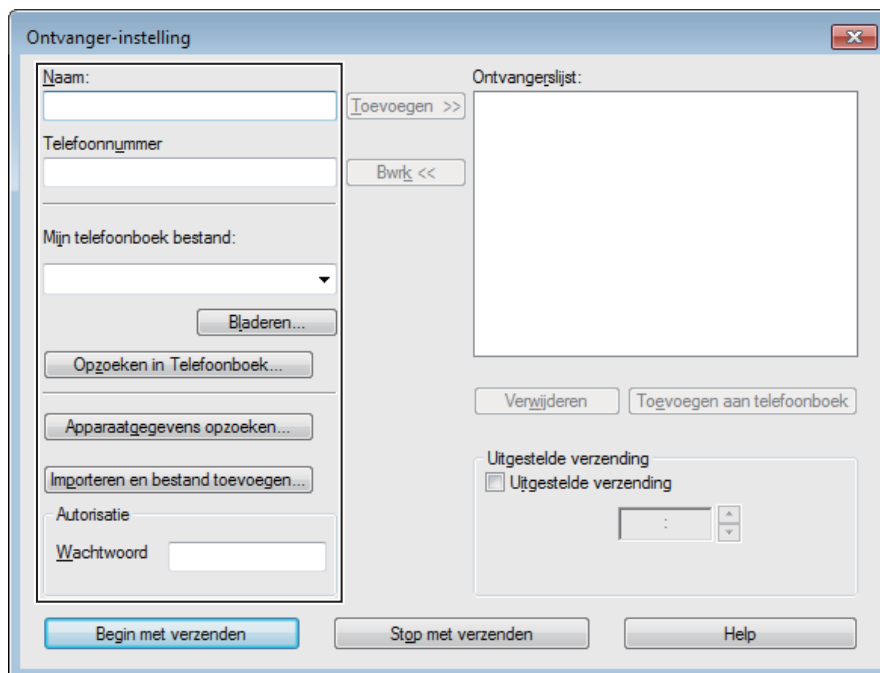 Ontvanger-instelling
Naam:
Toevoegen >>
Telefoonnummer
Bwrk <<
Mijn telefoonboek bestand:
Bladeren...
Opzoeken in Telefoonboek...
Apparaatgegevens opzoeken...
Importeren en bestand toevoegen...
Autorisatie
Wachtwoord
Ontvangerslijst:
Verwijderen
Toevoegen aan telefoonboek
Uitgestelde verzending
Uitgestelde verzending
:
Begin met verzenden
Stop met verzenden
Help